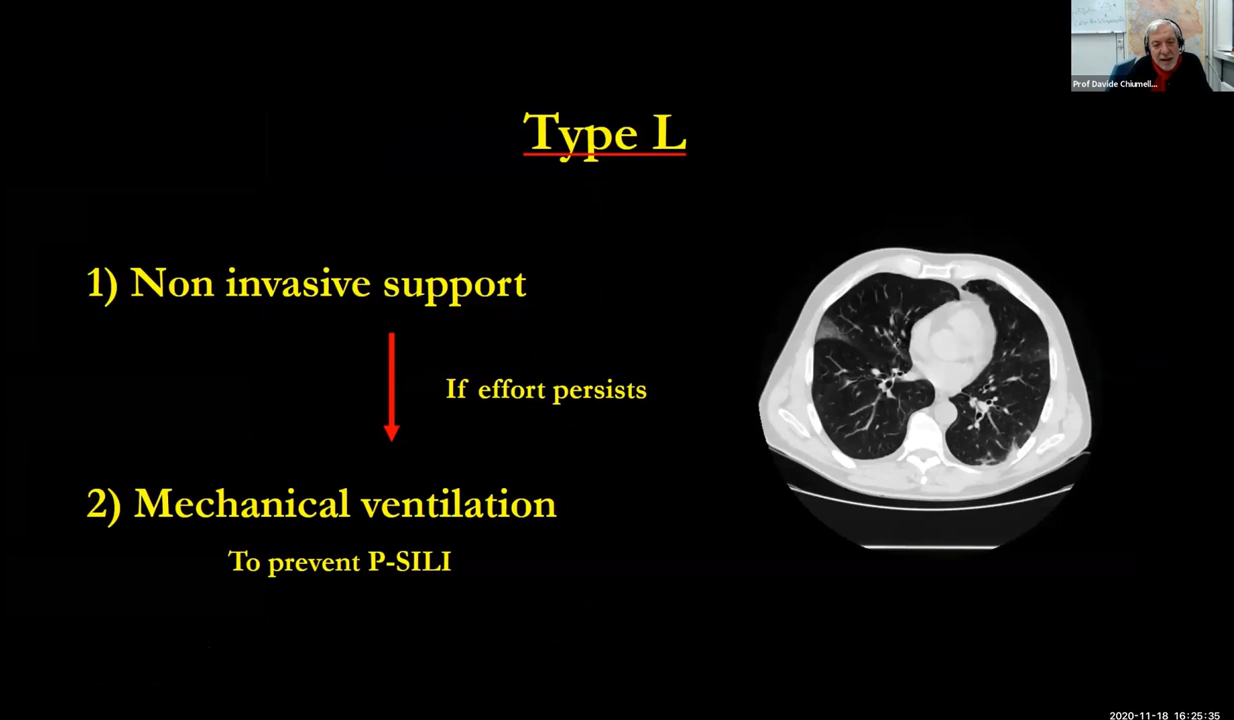 Prof Davide Chiumell...
Type L
1) Non invasive support
If effort persists
2) Mechanical ventilation
To prevent P-SILI
2020-11-18 16:25:35